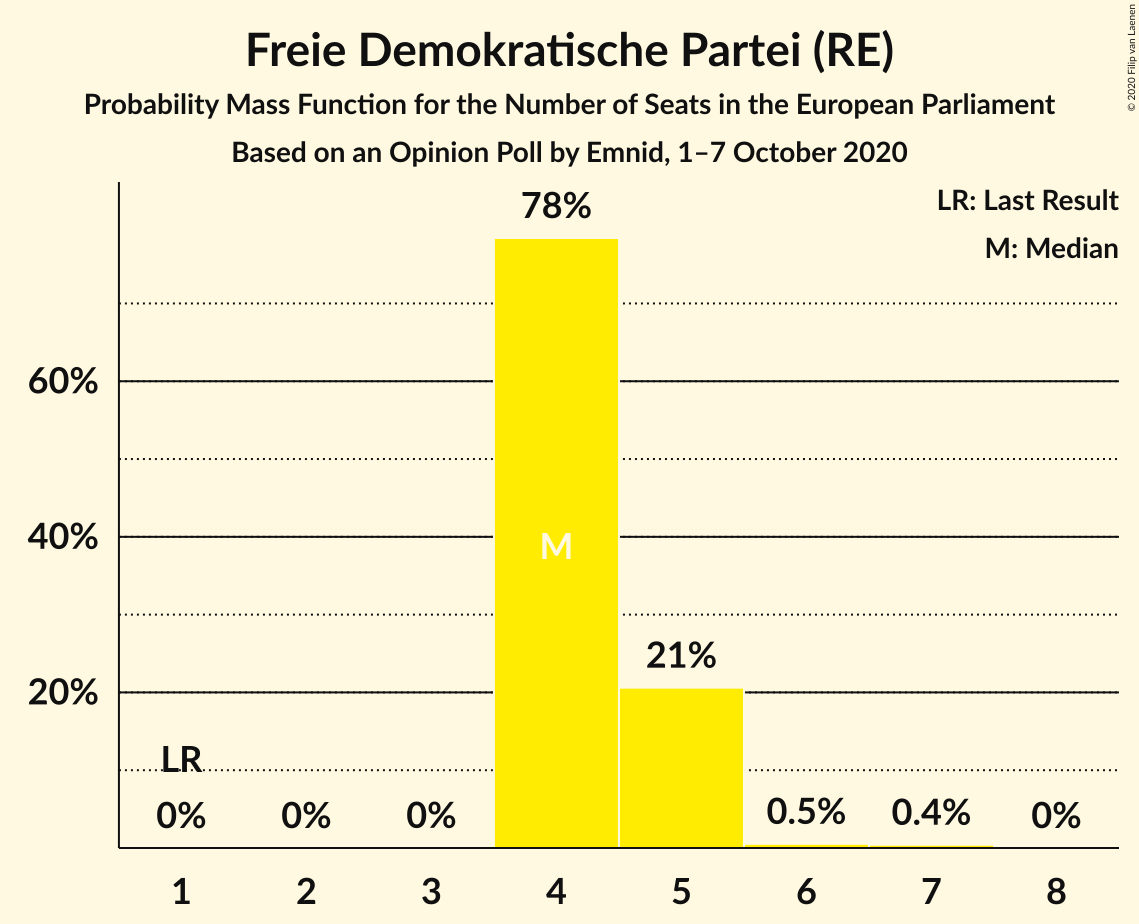 Freie Demokratische Partei (RE)
Probability Mass Function for the Number of Seats in the European Parliament
Based on an Opinion Poll by Emnid, 1–7 October 2020
© 2020 Filip van Laenen
LR: Last Result
M: Median
78%
60%
40%
M
21%
20%
LR
0%
0%
0%
0.5%
0.4%
0%
1
2
3
4
5
6
7
8